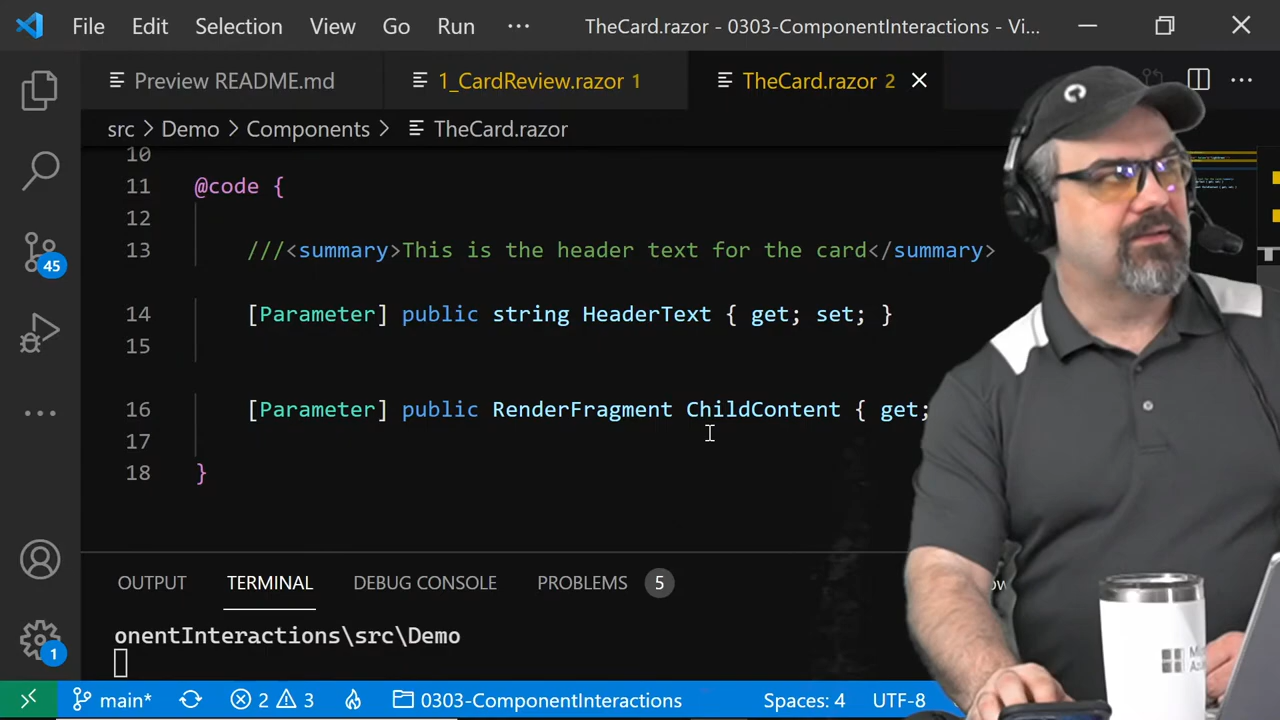 File Edit Selection View Go Run ··· TheCard.razor - 0303-ComponentInteractions - Vi...
Preview README.md 1_CardReview.razor 1 TheCard.razor 2
src > Demo > Components > TheCard.razor
10
11 @code {
12
13 ///<summary>This is the header text for the card</summary>
14 [Parameter] public string HeaderText { get; set; }
15
16 [Parameter] public RenderFragment ChildContent { get;
17
18 }
45
1
OUTPUT TERMINAL DEBUG CONSOLE PROBLEMS 5
onentInteractions\src\Demo
main* 2 3 0303-ComponentInteractions Spaces: 4 UTF-8